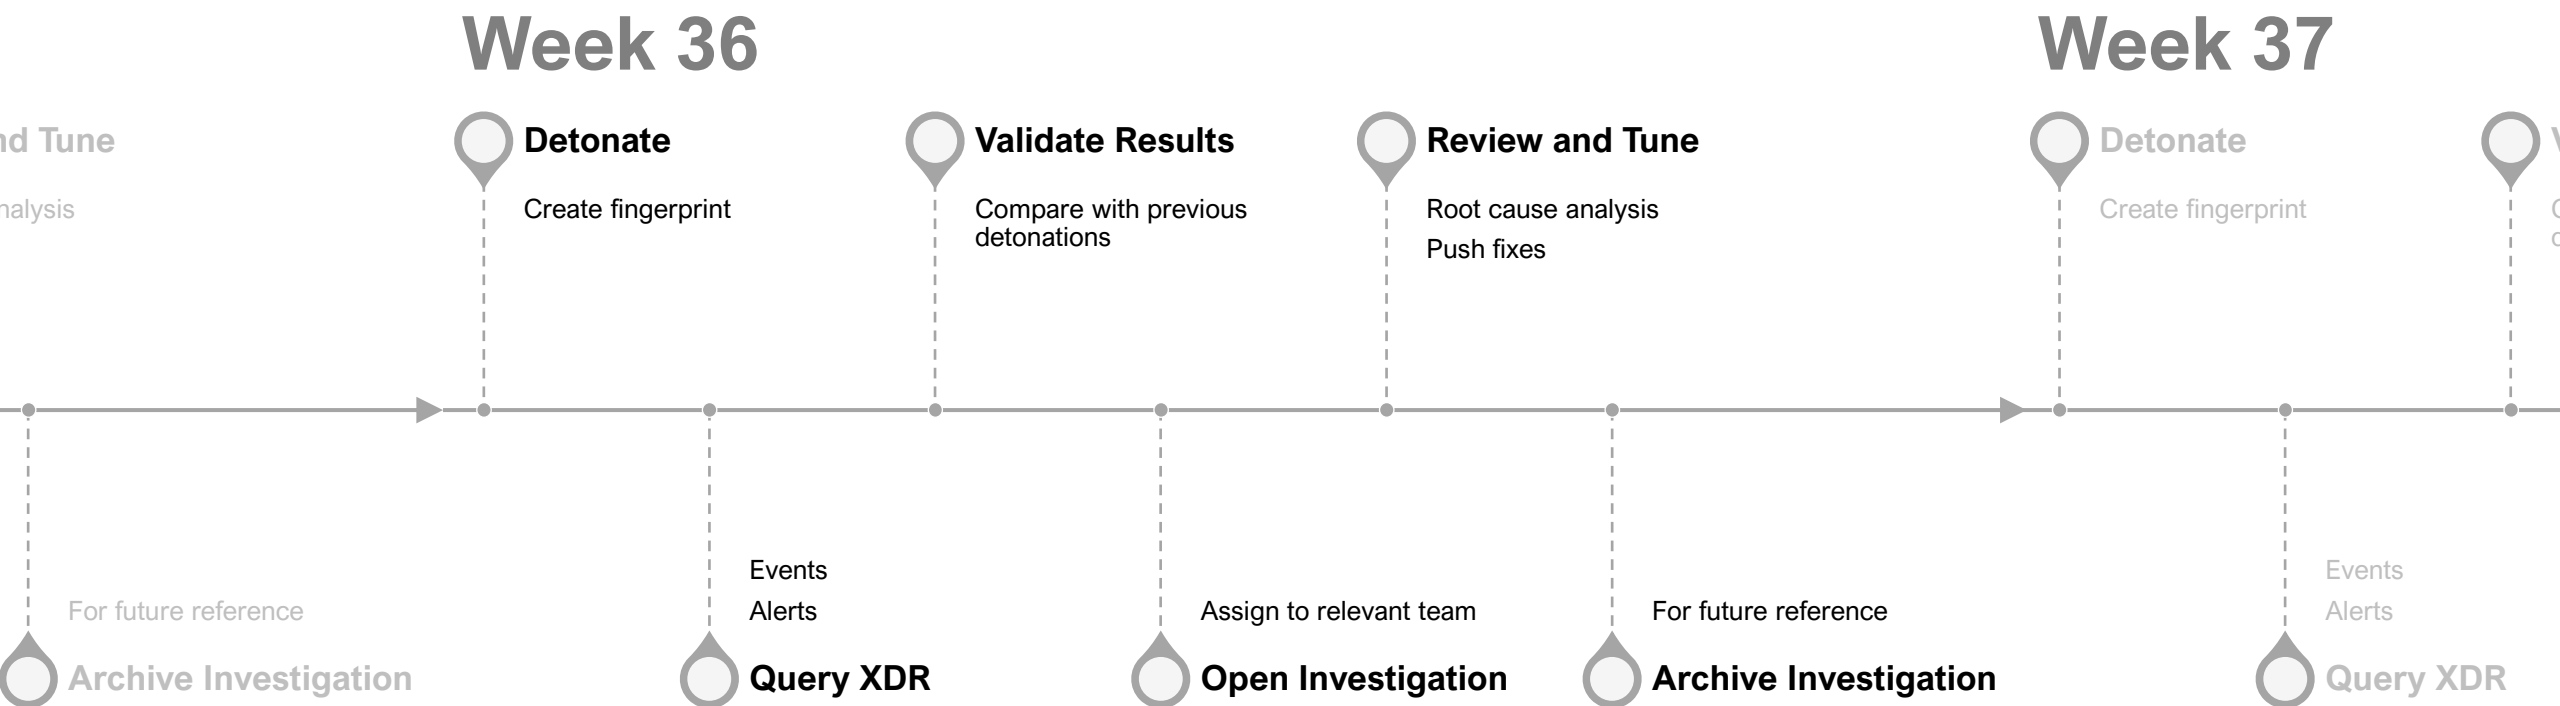 Week 36
Week 37
nd Tune
nalysis
Detonate
Create fingerprint
Validate Results
Compare with previous
detonations
Review and Tune
Root cause analysis
Push fixes
Detonate
Create fingerprint
For future reference
Archive Investigation
Events
Alerts
Query XDR
Assign to relevant team
Open Investigation
For future reference
Archive Investigation
Events
Alerts
Query XDR